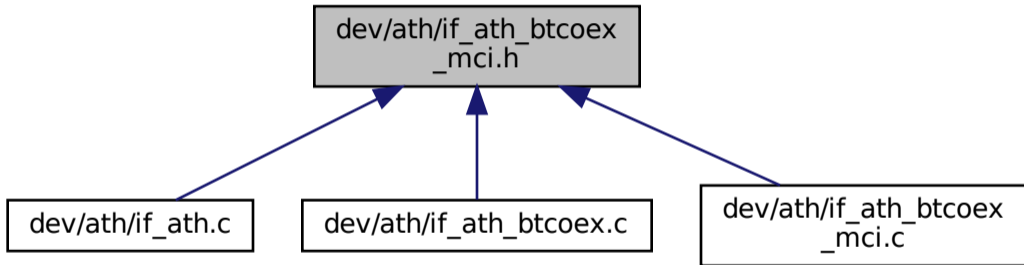 dev/ath/if_ath_btcoex
_mci.h
dev/ath/if_ath.c
dev/ath/if_ath_btcoex.c
dev/ath/if_ath_btcoex
_mci.c